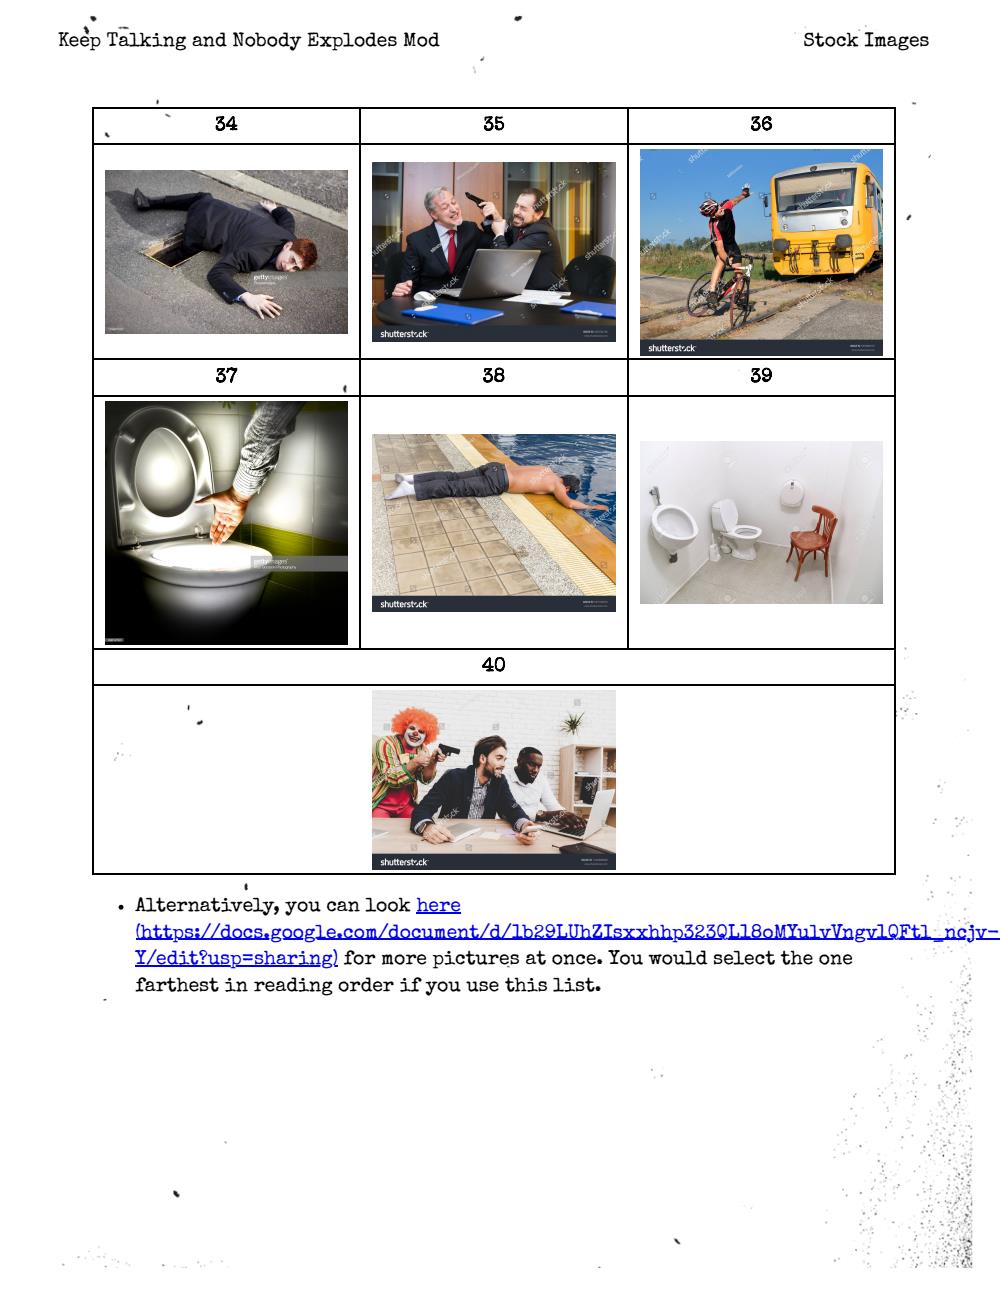 Keep Talking and Nobody Explodes Mod
Stock Images
34
35
36
gettyimages
shutterstock
shutterstock
37
38
39
gettyimages
shutterstock
40
shutterstock
• Alternatively, you can look here
(https://docs.google.com/document/d/1b29LUhZIsxxhhp323QL18oMYulvVngvlQFtl_ncjv-
Y/edit?usp=sharing) for more pictures at once. You would select the one
farthest in reading order if you use this list.